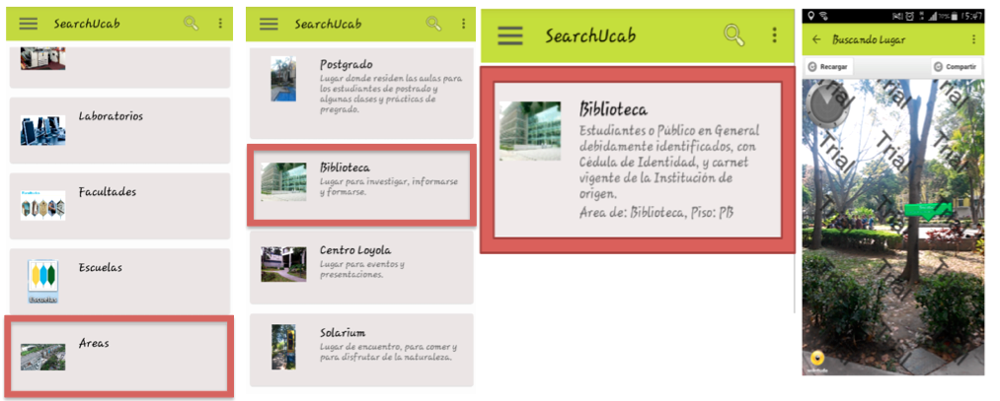 SearchUcab
Laboratorios
Facultades
Escuelas
Escuelas
Areas
SearchUcab
Postgrado
Lugar donde residen las aulas para
los estudiantes de postrado y
algunas clases y prácticas de
pregrado.
Biblioteca
Lugar para investigar, informarse
y formarse.
Centro Loyola
Lugar para eventos y
presentaciones.
Solarium
Lugar de encuentro, para comer y
para disfrutar de la naturaleza.
SearchUcab
Biblioteca
Estudiantes o Público en General
debidamente identificados, con
Cédula de Identidad, y carnet
vigente de la Institución de
origen.
Area de: Biblioteca, Piso: PB
15:47
Buscando Lugar
Recargar
Compartir
Trial
Trial
Trial
Trial
Trial
Trial
Trial
Trial
Trial